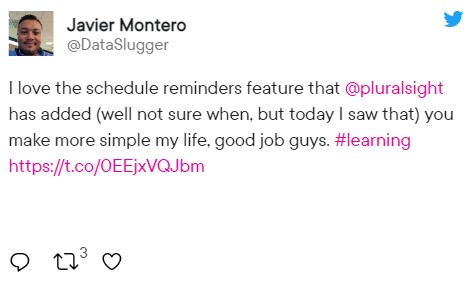 Javier Montero
@DataSlugger
I love the schedule reminders feature that @pluralsight
has added (well not sure when, but today I saw that) you
make more simple my life, good job guys. #learning
https://t.co/0EEjxVQJbm
3